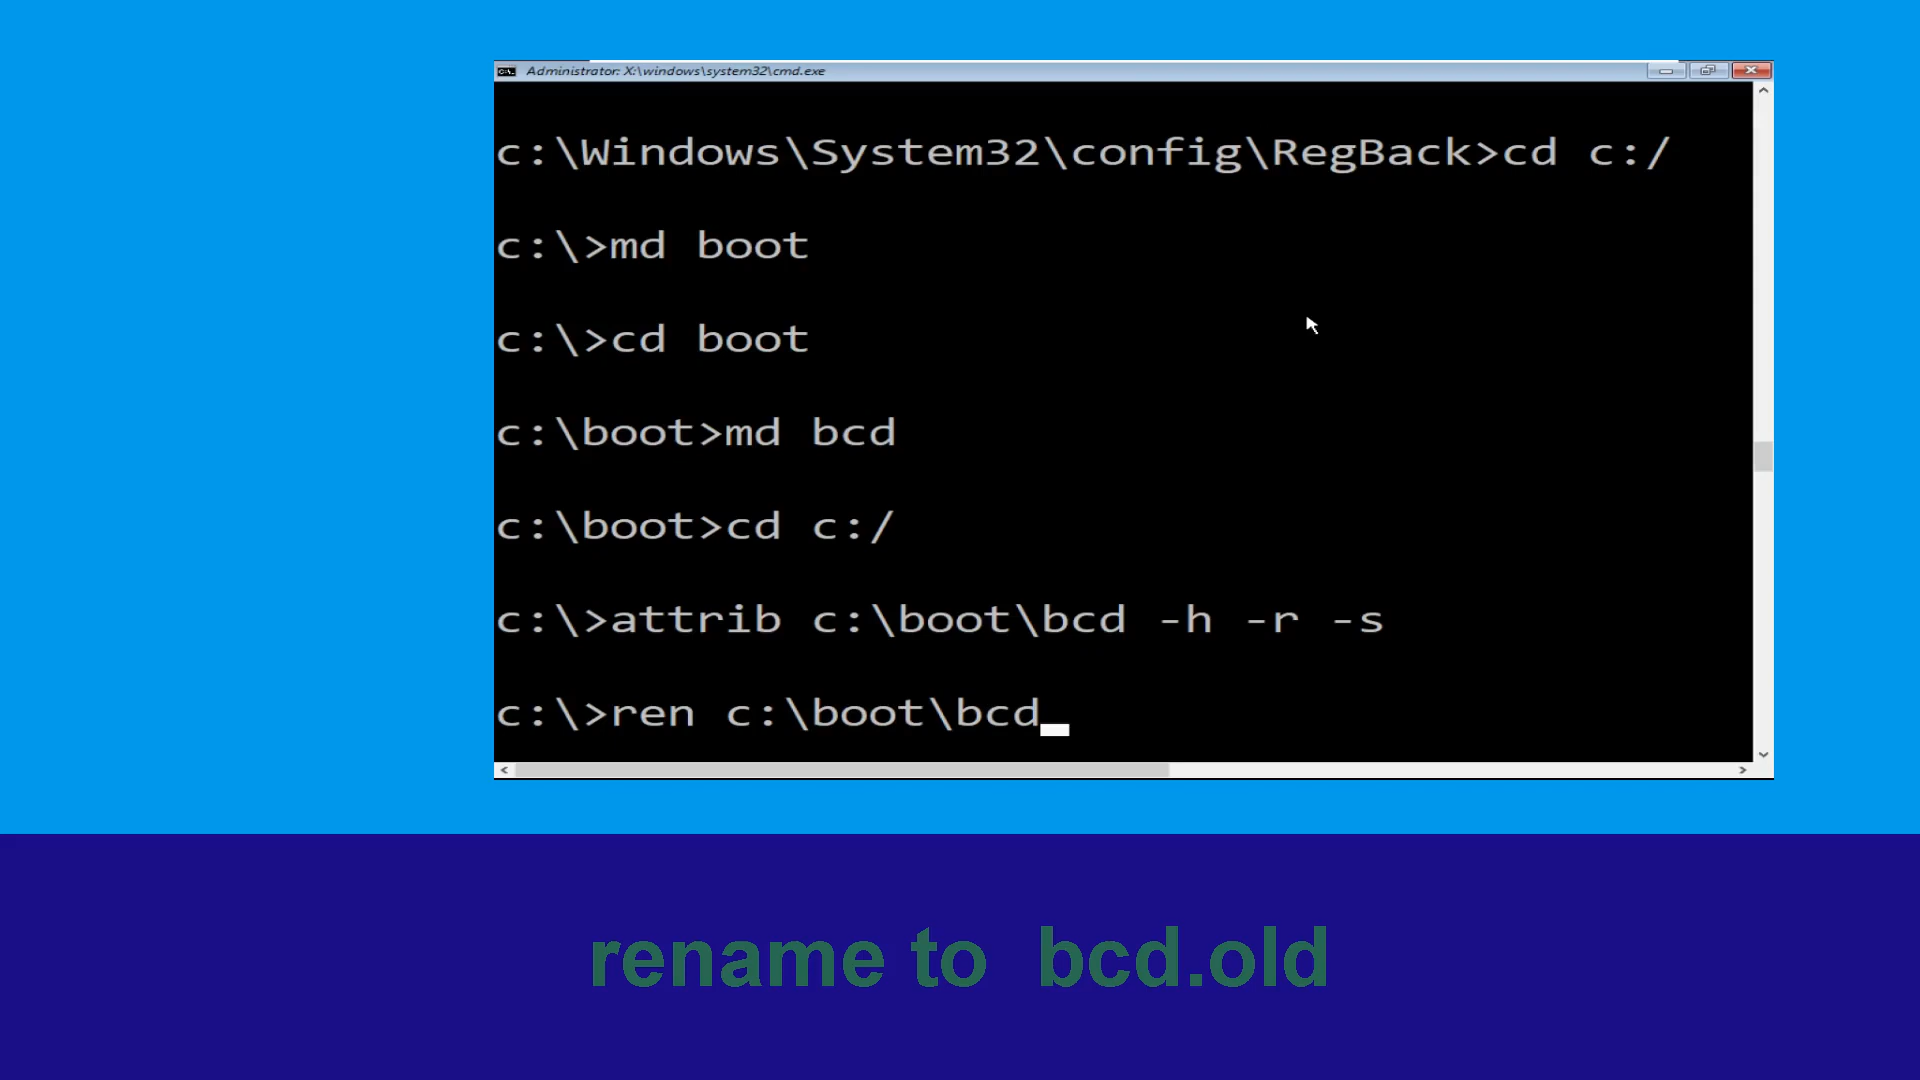 Administrator: X:\windows\system32\cmd.exe
c:\Windows\System32\config\RegBack>cd c:/
c:\>md boot
c:\>cd boot
c:\boot>md bcd
c:\boot>cd c:/
c:\>attrib c:\boot\bcd -h -r -s
c:\>ren c:\boot\bcd
rename to bcd.old